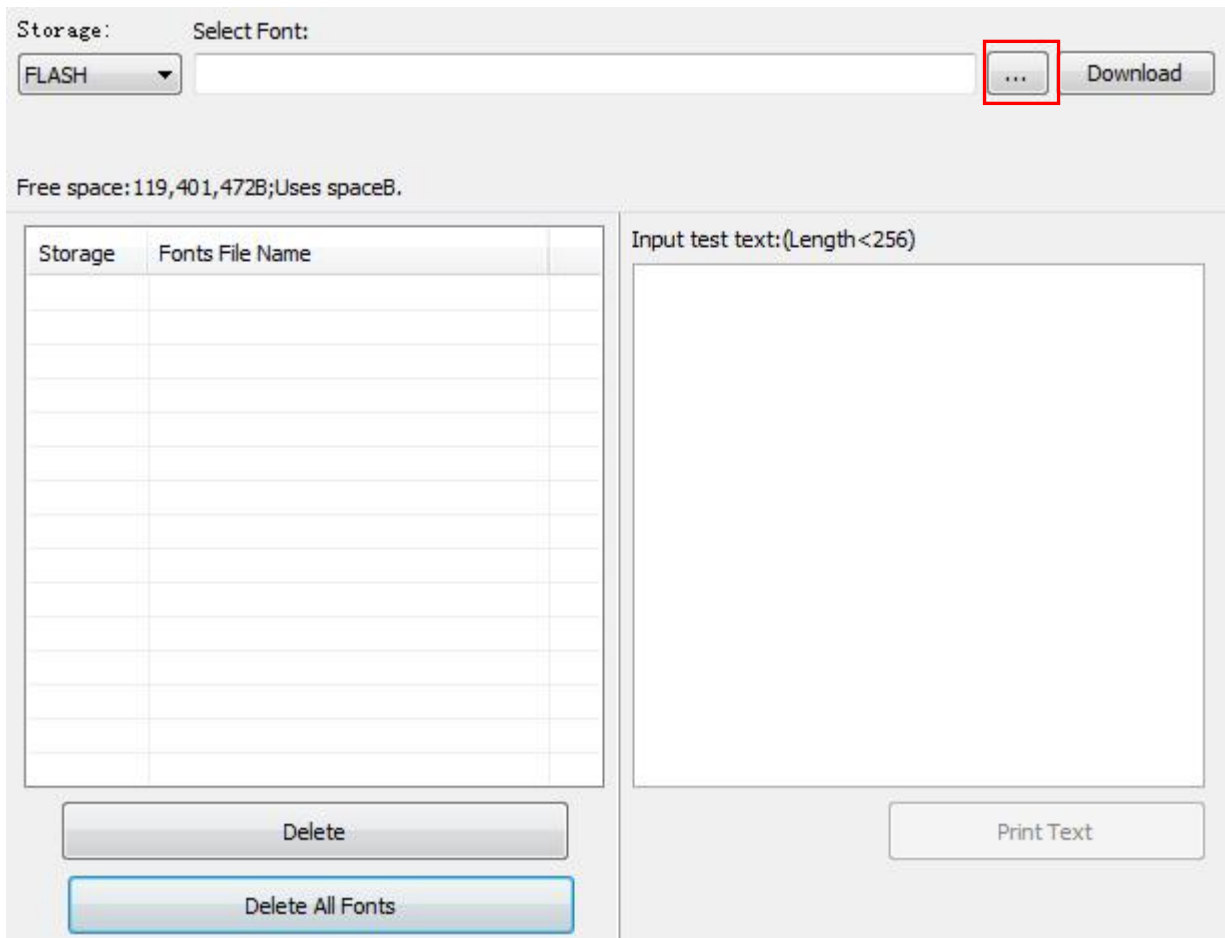 Storage: Select Font:
FLASH ... Download
Free space:119,401,472B;Uses spaceB.
Storage Fonts File Name
Input test text:(Length<256)
Delete
Print Text
Delete All Fonts